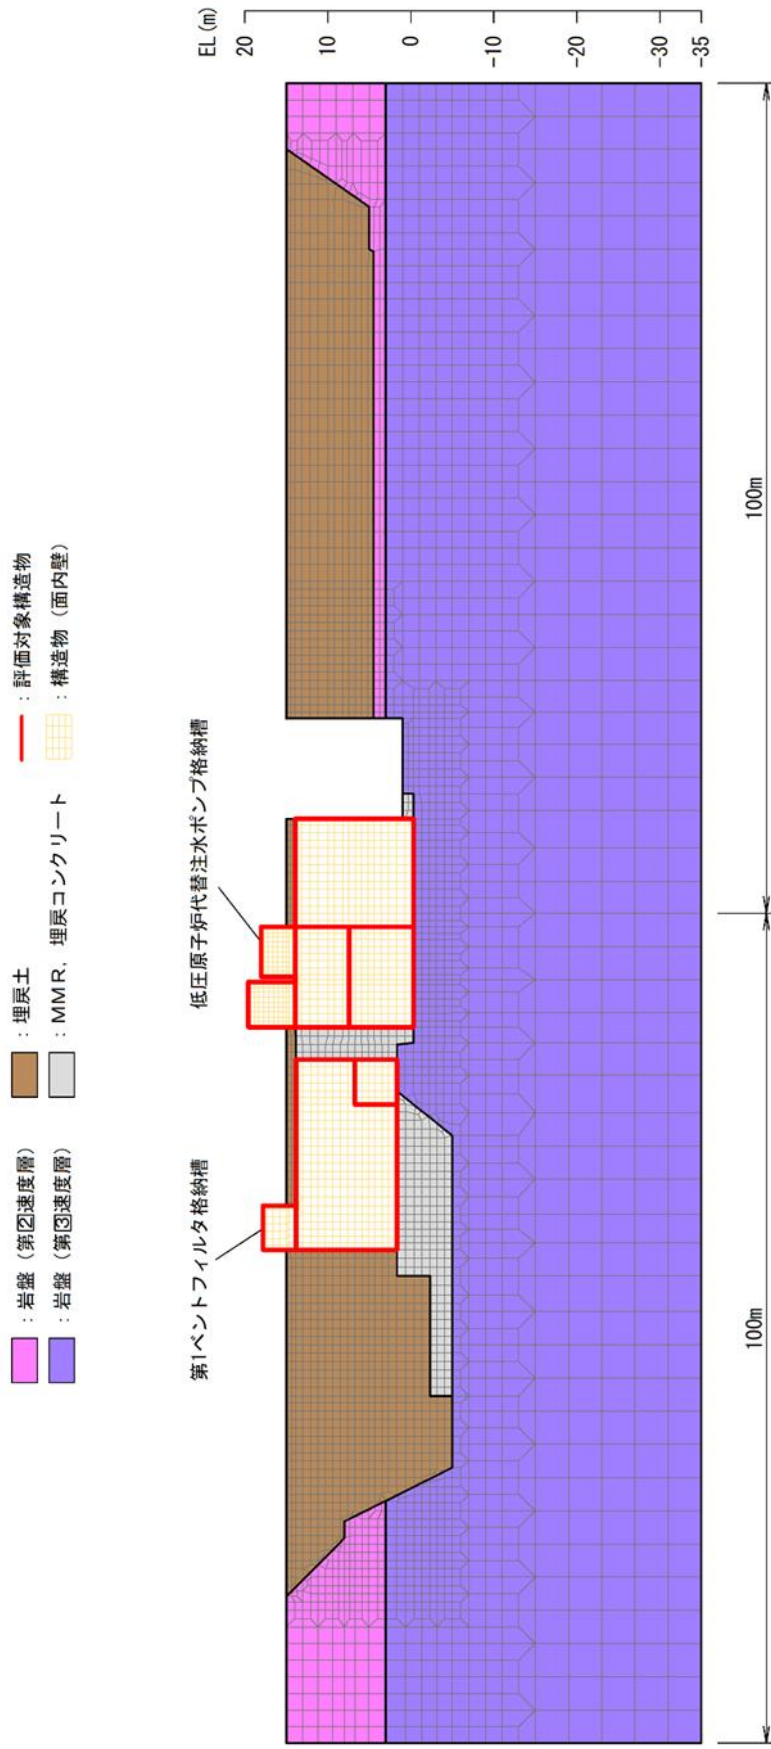 ：岩盤（第②速度層）
：岩盤（第③速度層）
：埋戻土
：ＭＭＲ，埋戻コンクリート
：評価対象構造物
：構造物（面内壁）
第1ベントフィルタ格納槽
低圧原子炉代替注水ポンプ格納槽
EL(m)
20
10
0
-10
-20
-30
-35
100m
100m